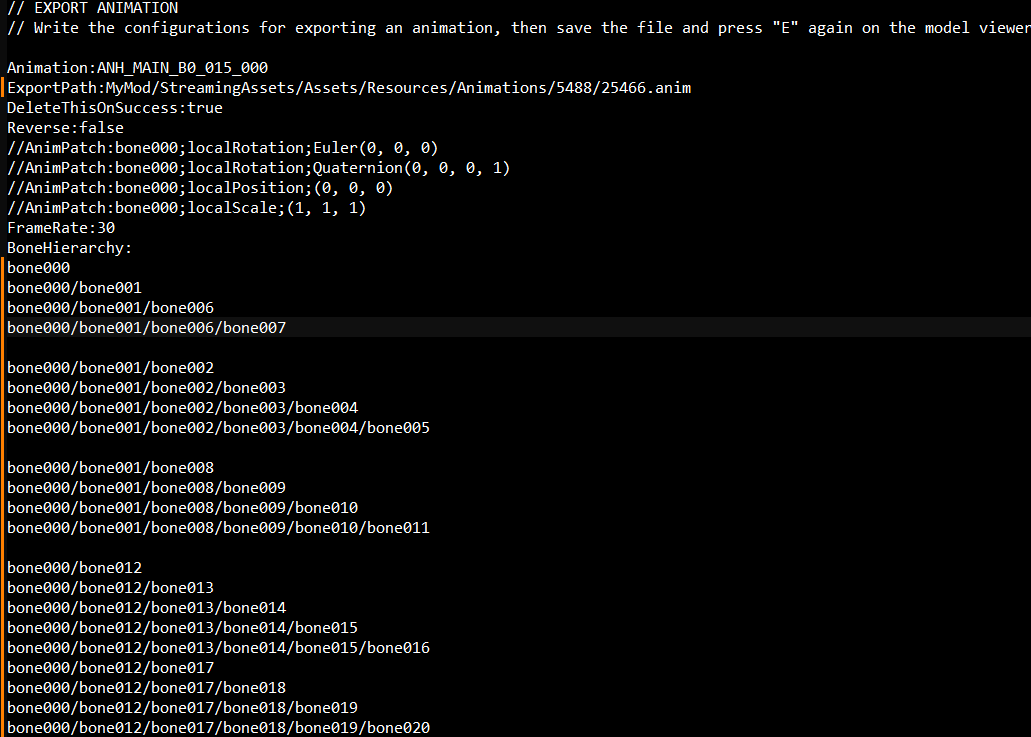 // EXPORT ANIMATION
// Write the configurations for exporting an animation, then save the file and press "E" again on the model viewer
Animation:ANH_MAIN_B0_015_000
ExportPath:MyMod/StreamingAssets/Assets/Resources/Animations/5488/25466.anim
DeleteThisOnSuccess:true
Reverse:false
//AnimPatch:bone000;localRotation;Euler(0, 0, 0)
//AnimPatch:bone000;localRotation;Quaternion(0, 0, 0, 1)
//AnimPatch:bone000;localPosition;(0, 0, 0)
//AnimPatch:bone000;localScale;(1, 1, 1)
FrameRate:30
BoneHierarchy:
bone000
bone000/bone001
bone000/bone001/bone006
bone000/bone001/bone006/bone007
bone000/bone001/bone002
bone000/bone001/bone002/bone003
bone000/bone001/bone002/bone003/bone004
bone000/bone001/bone002/bone003/bone004/bone005
bone000/bone001/bone008
bone000/bone001/bone008/bone009
bone000/bone001/bone008/bone009/bone010
bone000/bone001/bone008/bone009/bone010/bone011
bone000/bone012
bone000/bone012/bone013
bone000/bone012/bone013/bone014
bone000/bone012/bone013/bone014/bone015
bone000/bone012/bone013/bone014/bone015/bone016
bone000/bone012/bone017
bone000/bone012/bone017/bone018
bone000/bone012/bone017/bone018/bone019
bone000/bone012/bone017/bone018/bone019/bone020